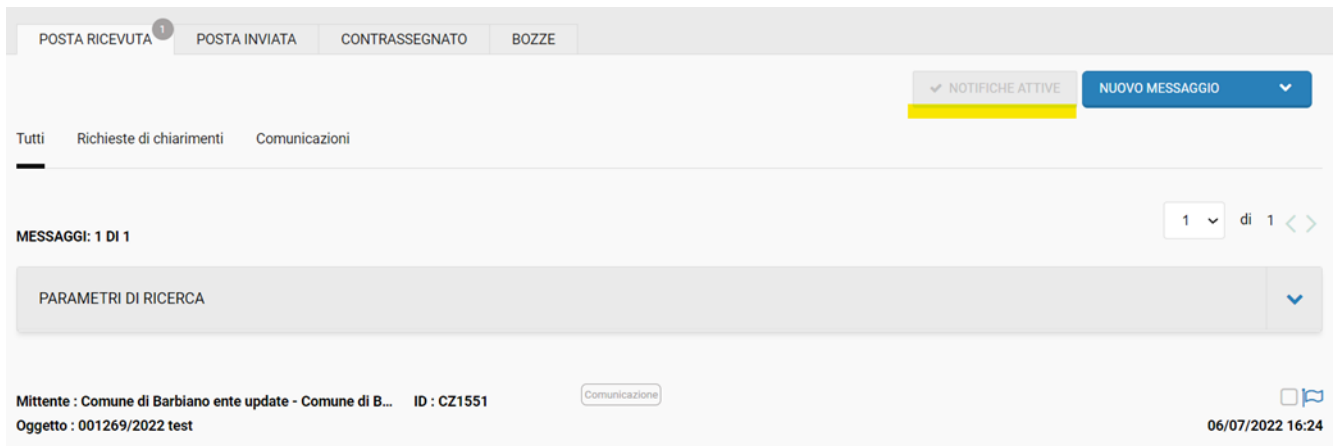 POSTA RICEVUTA 1 POSTA INVIATA CONTRASSEGNATO BOZZE
NOTIFICHE ATTIVE NUOVO MESSAGGIO
Tutti Richieste di chiarimenti Comunicazioni
1 di 1
MESSAGGI: 1 DI 1
PARAMETRI DI RICERCA
Mittente : Comune di Barbiano ente update - Comune di B... ID : CZ1551 Comunicazione
Oggetto : 001269/2022 test 06/07/2022 16:24